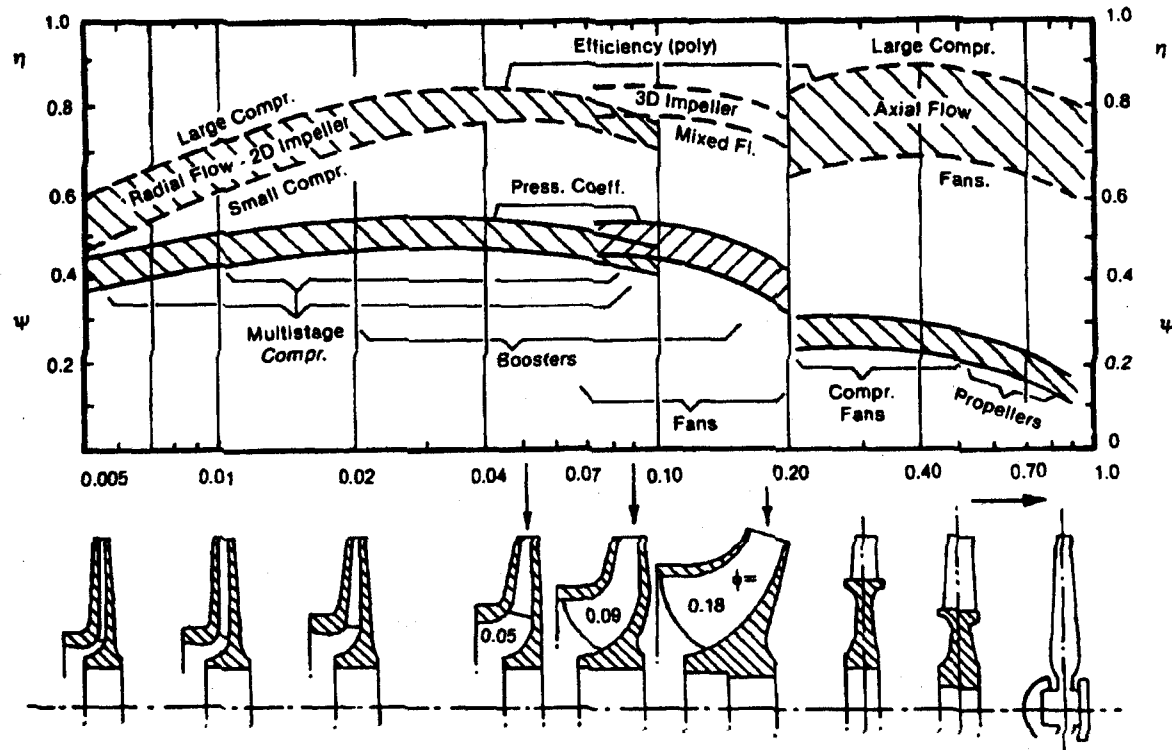 η
1.0
0.8
0.6
0.4
Ψ
0.2
1.0
η
0.8
0.6
0.4
Ψ
0.2
0
Efficiency (poly)
Large Compr.
Large Compr.
Radial Flow - 2D Impeller
Small Compr.
3D Impeller
Mixed Fl.
Axial Flow
Fans.
Press. Coeff.
Multistage
Compr.
Boosters
Fans
Compr.
Fans
Propellers
0.005
0.01
0.02
0.04
0.07
0.10
0.20
0.40
0.70
1.0
0.05
0.09
0.18
ϕ=